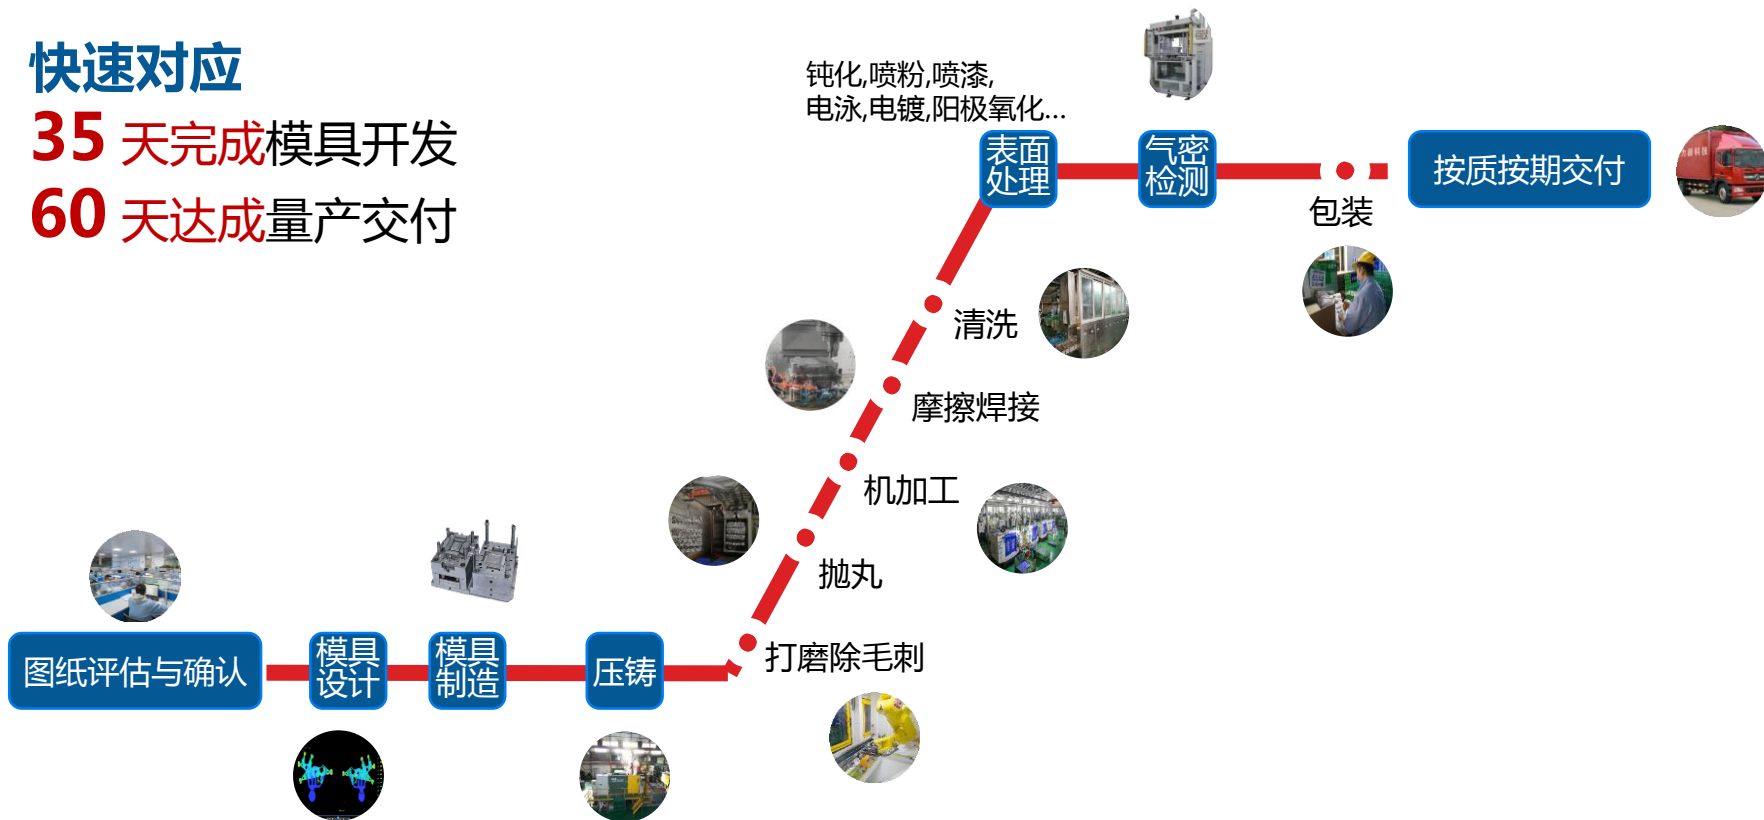 快速对应
35 天完成模具开发
60 天达成量产交付
钝化,喷粉,喷漆,
电泳,电镀,阳极氧化...
表面
处理
气密
检测
包装
按质按期交付
清洗
摩擦焊接
机加工
抛丸
打磨除毛刺
图纸评估与确认
模具
设计
模具
制造
压铸